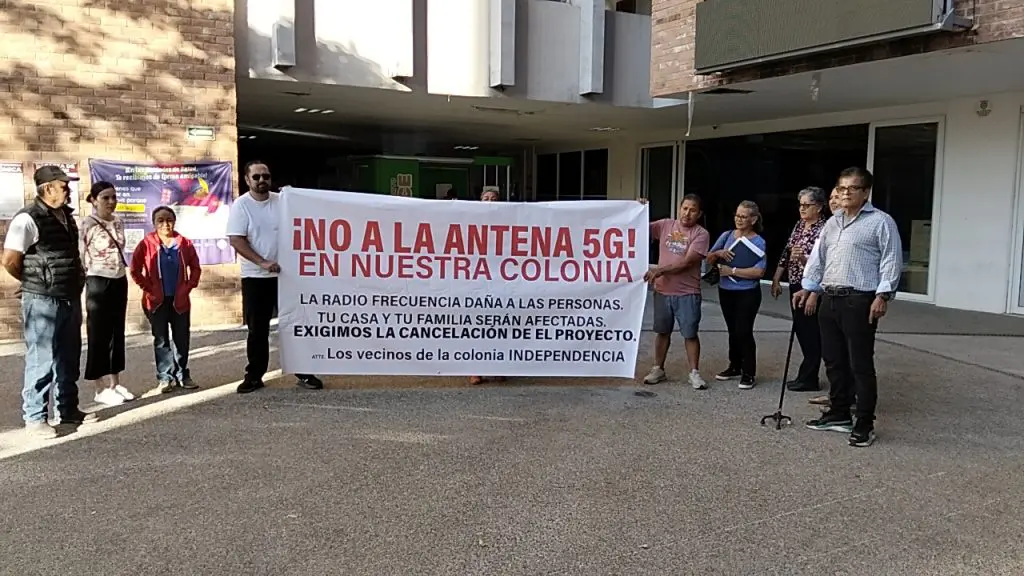 ¡NO A LA ANTENA 5G!
EN NUESTRA COLONIA
LA RADIO FRECUENCIA DAÑA A LAS PERSONAS.
TU CASA Y TU FAMILIA SERÁN AFECTADAS.
EXIGIMOS LA CANCELACIÓN DE EL PROYECTO.
ATTE Los vecinos de la colonia INDEPENDENCIA